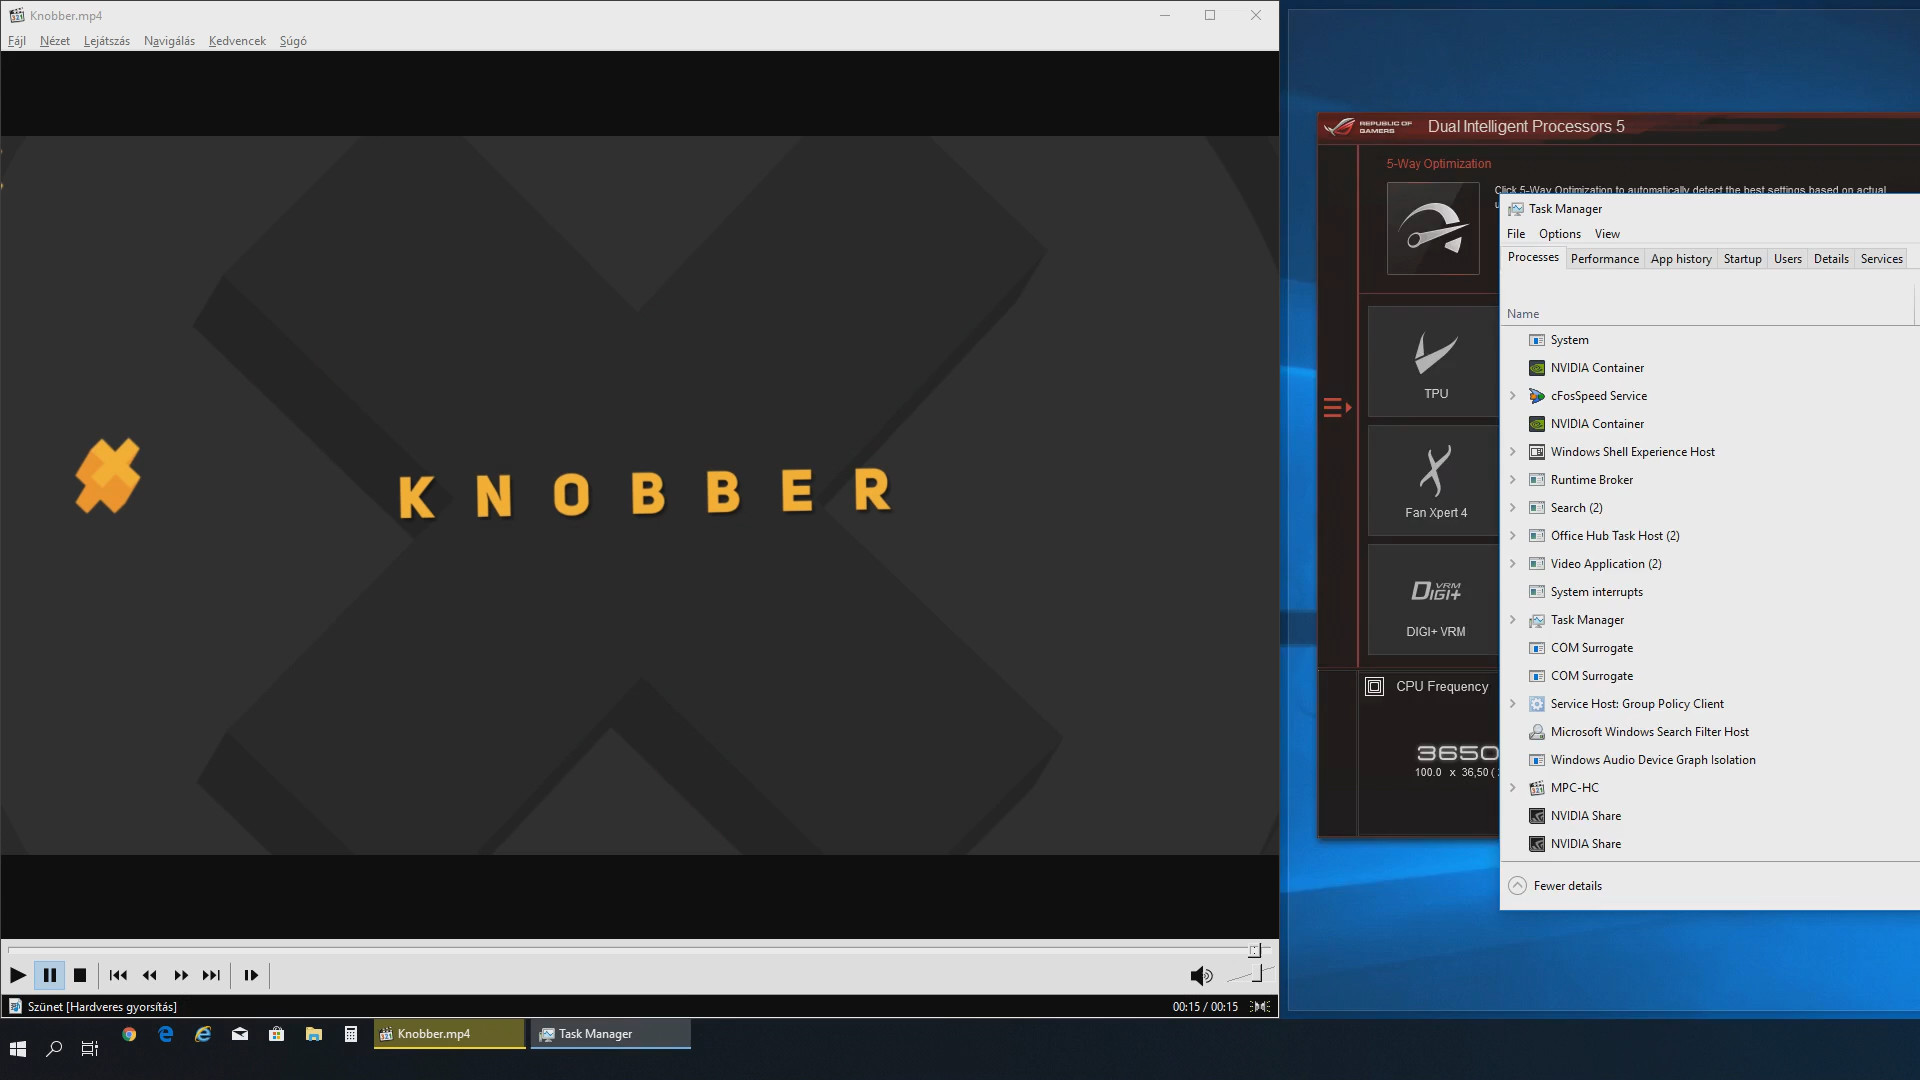 Knobber.mp4
Fájl Nézet Lejátszás Navigálás Kedvencek Súgó
KNOBBER
Szünet [Hardveres gyorsítás]
00:15 / 00:15
REPUBLIC OF
GAMERS
Dual Intelligent Processors 5
5-Way Optimization
Click 5-Way Optimization to automatically detect the best settings based on actual
TPU
Fan Xpert 4
DIGI+ VRM
DIGI+ VRM
CPU Frequency
3650
100.0 x 36,50 (
Task Manager
File Options View
Processes Performance App history Startup Users Details Services
Name
System
NVIDIA Container
cFosSpeed Service
NVIDIA Container
Windows Shell Experience Host
Runtime Broker
Search (2)
Office Hub Task Host (2)
Video Application (2)
System interrupts
Task Manager
COM Surrogate
COM Surrogate
Service Host: Group Policy Client
Microsoft Windows Search Filter Host
Windows Audio Device Graph Isolation
MPC-HC
NVIDIA Share
NVIDIA Share
Fewer details
Knobber.mp4
Task Manager